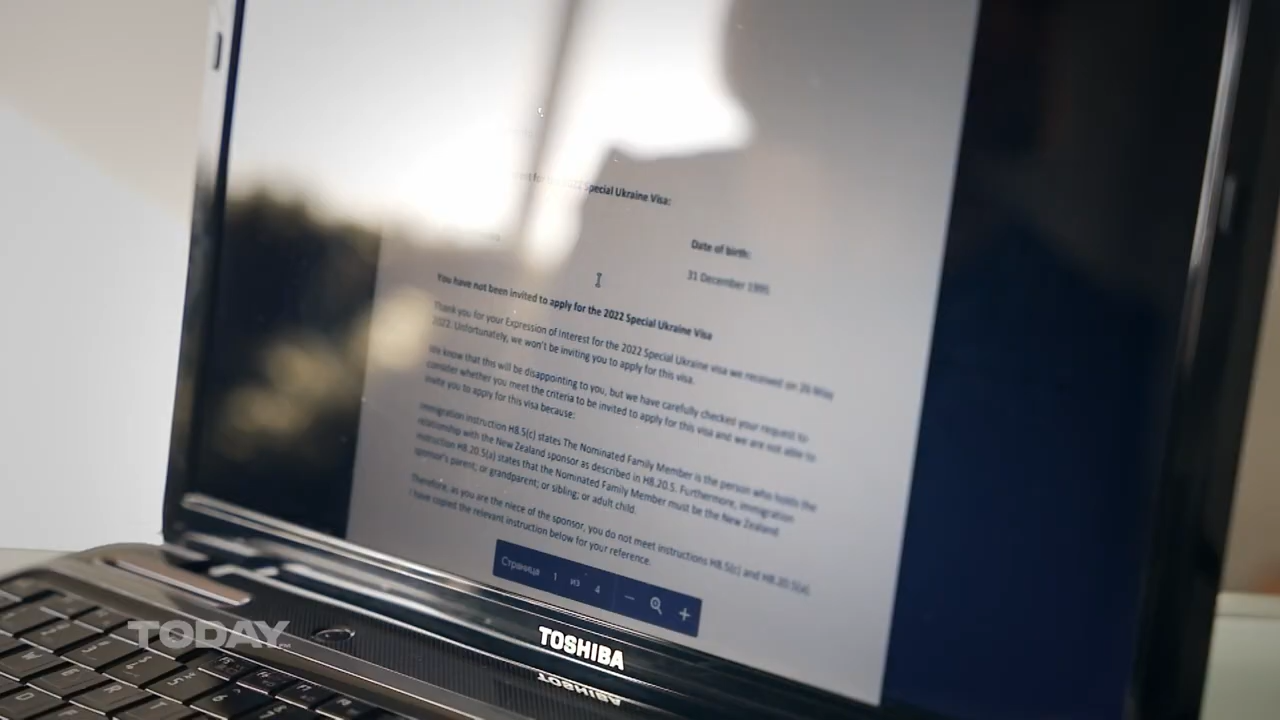 Special Ukraine Visa:
Date of birth:
31 December 1991
You have not been invited to apply for the 2022 Special Ukraine Visa
Thank you for your Expression of Interest for the 2022 Special Ukraine visa we received on
2022. Unfortunately, we won't be inviting you to apply for this visa.
We know that this will be disappointing to you, but we have carefully checked your request to
consider whether you meet the criteria to be invited to apply for this visa and we are not able to
invite you to apply for this visa because:
Immigration instruction H8.5(c) states The Nominated Family Member is the person who holds the
relationship with the New Zealand sponsor as described in H8.20.5. Furthermore, immigration
instruction H8.20.5(a) states that the Nominated Family Member must be the New Zealand
sponsor's parent; or grandparent; or sibling; or adult child.
Therefore, as you are the niece of the sponsor, you do not meet instructions H8.5(c) and H8.20.5(a)
I have copied the relevant instruction below for your reference.
Страница 1 из 4
TOSHIBA
TODAY